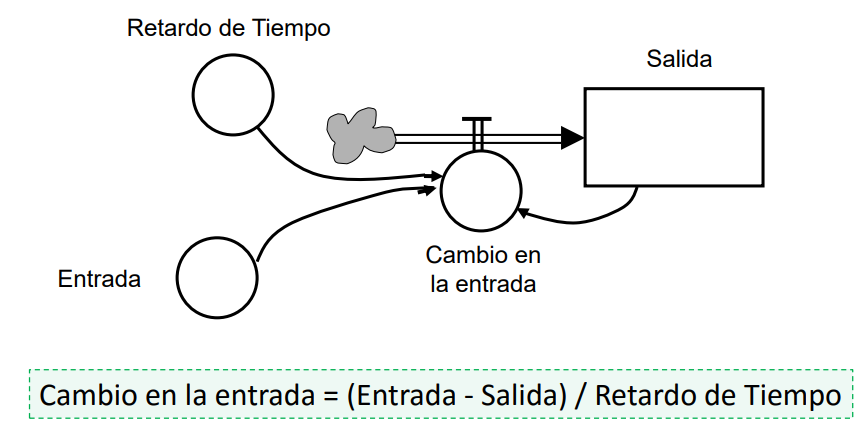 Retardo de Tiempo
Salida
Cambio en
la entrada
Entrada
Cambio en la entrada = (Entrada - Salida) / Retardo de Tiempo